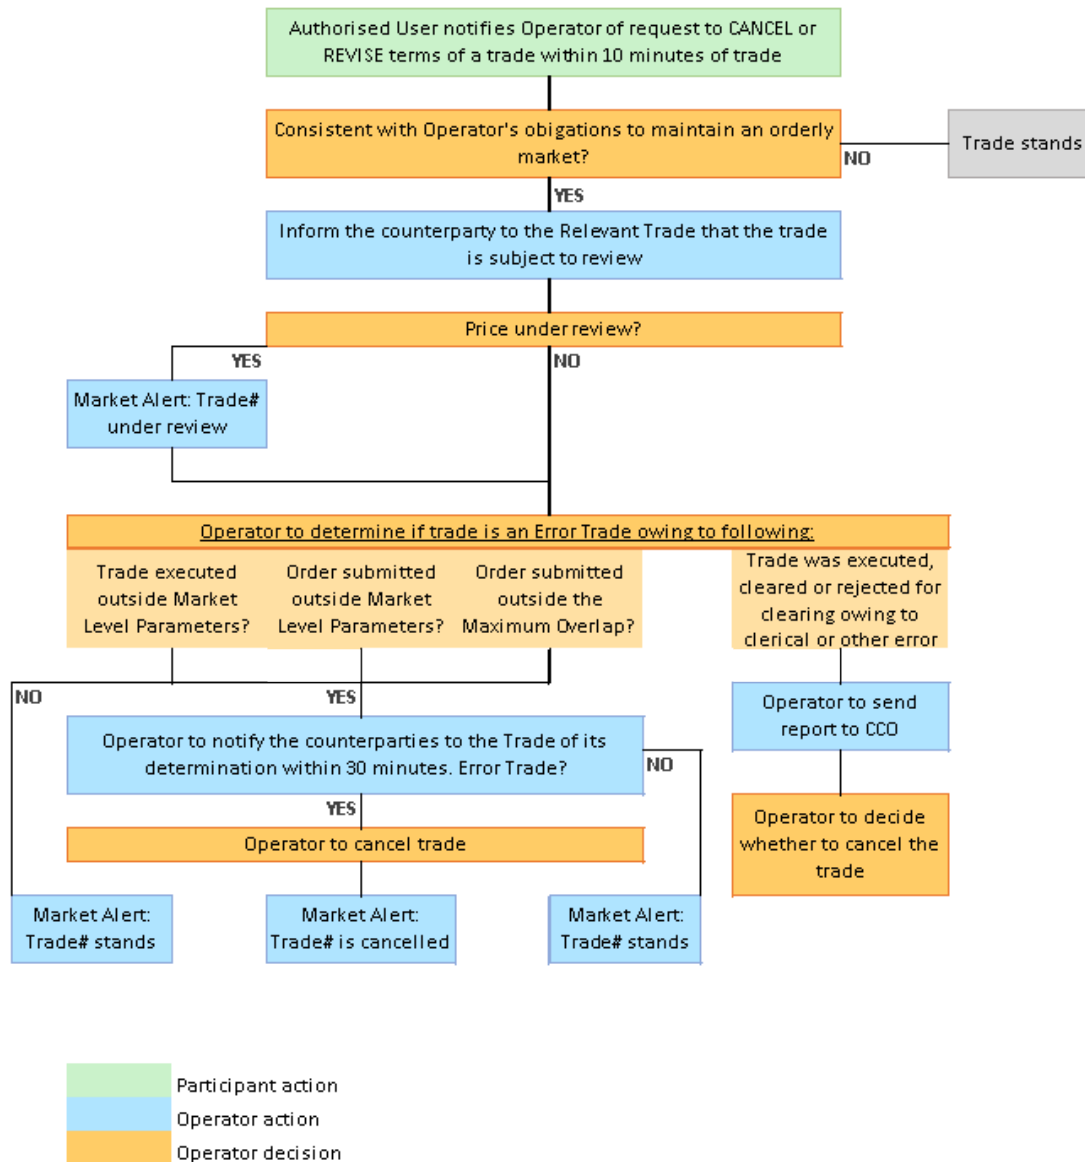 Authorised User notifies Operator of request to CANCEL or
REVISE terms of a trade within 10 minutes of trade
Consistent with Operator's obigations to maintain an orderly
market?
NO
Trade stands
YES
Inform the counterparty to the Relevant Trade that the trade
is subject to review
Price under review?
YES
NO
Market Alert: Trade#
under review
Operator to determine if trade is an Error Trade owing to following:
Trade executed
outside Market
Level Parameters?
Order submitted
outside Market
Level Parameters?
Order submitted
outside the
Maximum Overlap?
Trade was executed,
cleared or rejected for
clearing owing to
clerical or other error
NO
YES
Operator to notify the counterparties to the Trade of its
determination within 30 minutes. Error Trade?
NO
Operator to send
report to CCO
YES
Operator to cancel trade
Operator to decide
whether to cancel the
trade
Market Alert:
Trade# stands
Market Alert:
Trade# is cancelled
Market Alert:
Trade# stands
Participant action
Operator action
Operator decision